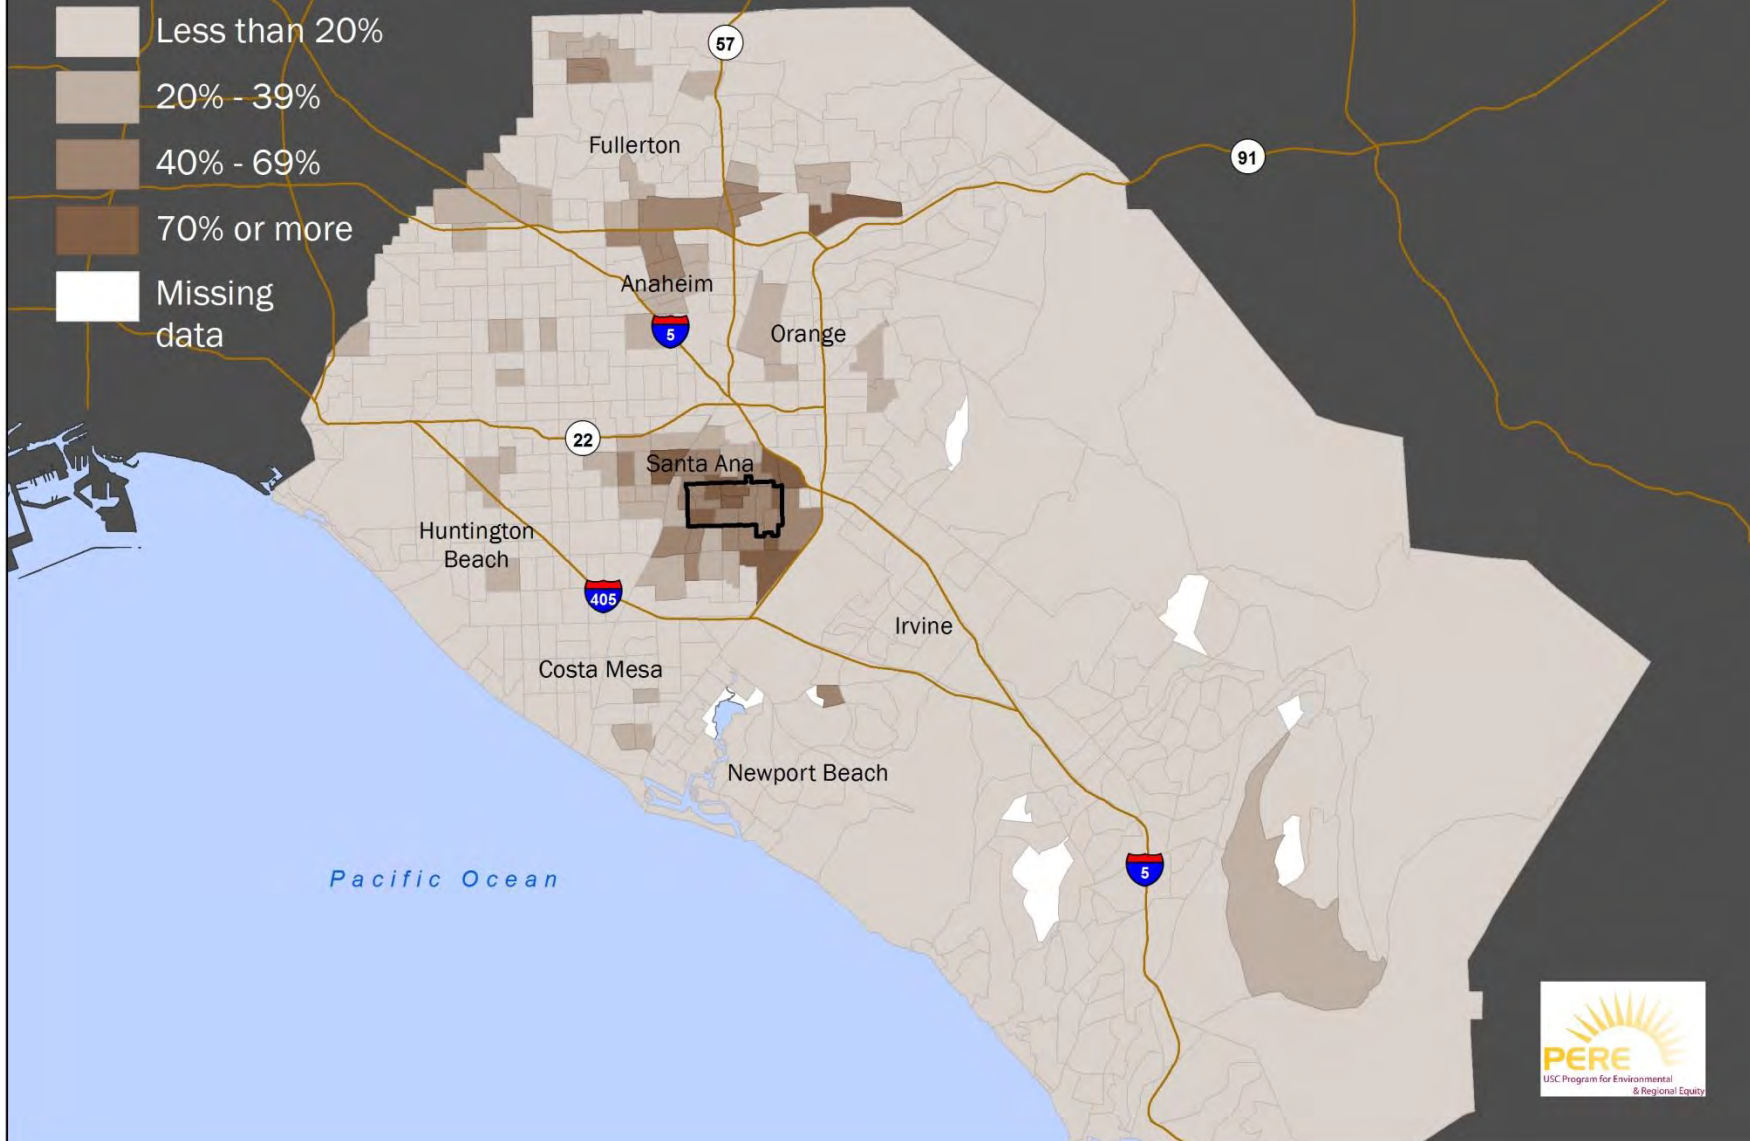 Less than 20%
20% - 39%
40% - 69%
70% or more
Missing
data
57
91
Fullerton
Anaheim
5
Orange
22
Santa Ana
Huntington
Beach
405
Irvine
Costa Mesa
Newport Beach
5
Pacific Ocean
PERE
USC Program for Environmental
& Regional Equity